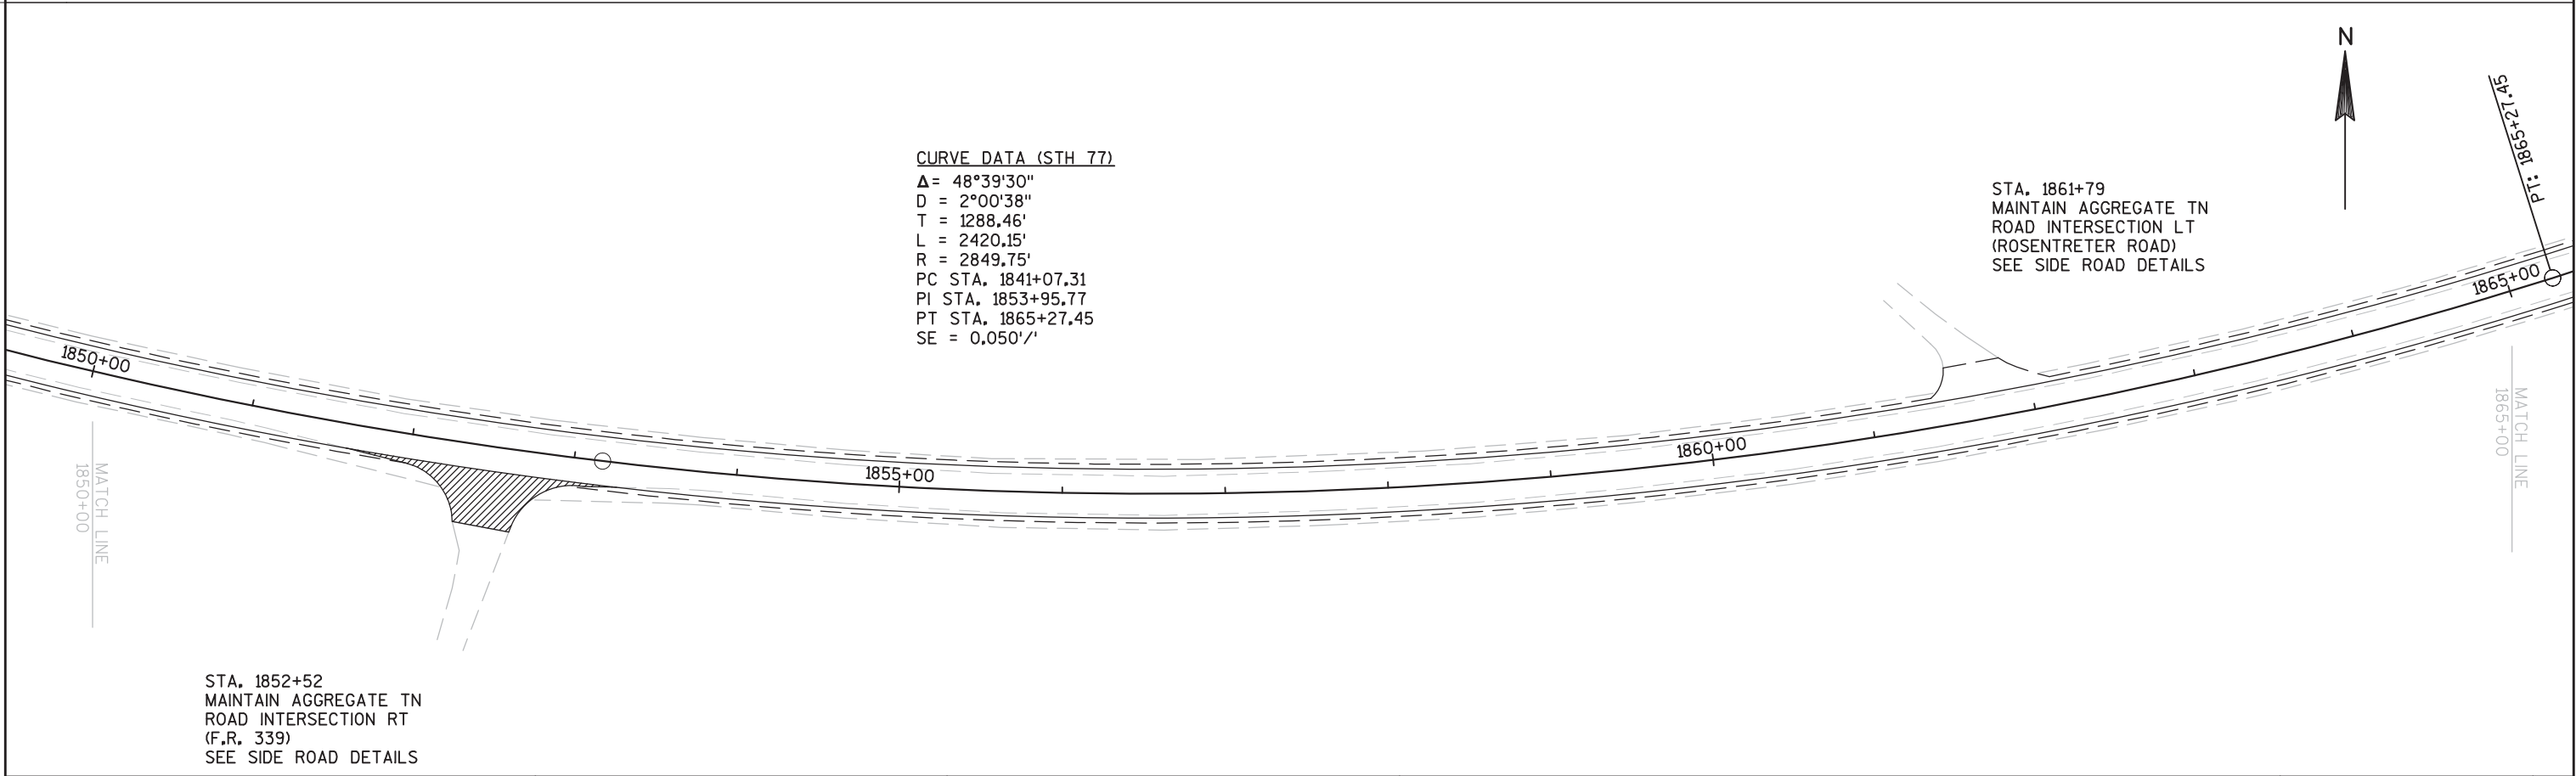 N
PT: 1865+27.45
CURVE DATA (STH 77)
Δ= 48°39'30"
D = 2°00'38"
T = 1288.46'
L = 2420.15'
R = 2849.75'
PC STA. 1841+07.31
PI STA. 1853+95.77
PT STA. 1865+27.45
SE = 0.050'/'
STA. 1861+79
MAINTAIN AGGREGATE TN
ROAD INTERSECTION LT
(ROSENTRETER ROAD)
SEE SIDE ROAD DETAILS
1850+00
1855+00
1860+00
1865+00
MATCH LINE
1850+00
MATCH LINE
1865+00
STA. 1852+52
MAINTAIN AGGREGATE TN
ROAD INTERSECTION RT
(F.R. 339)
SEE SIDE ROAD DETAILS